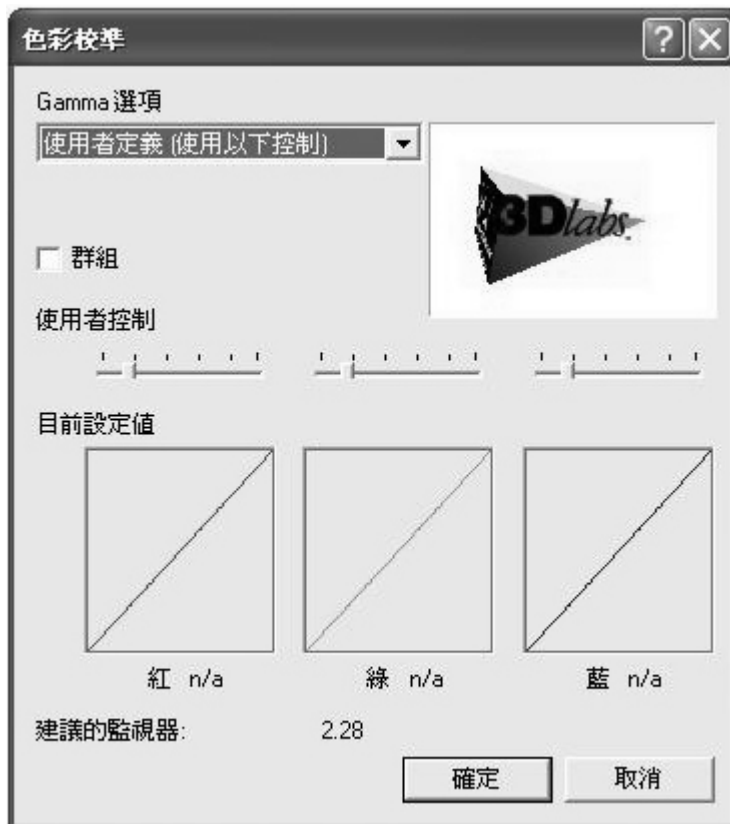 色彩校準
Gamma 選項
使用者定義 (使用以下控制)
3Dlabs.
群組
使用者控制
目前設定值
紅 n/a
綠 n/a
藍 n/a
建議的監視器: 2.28
確定
取消